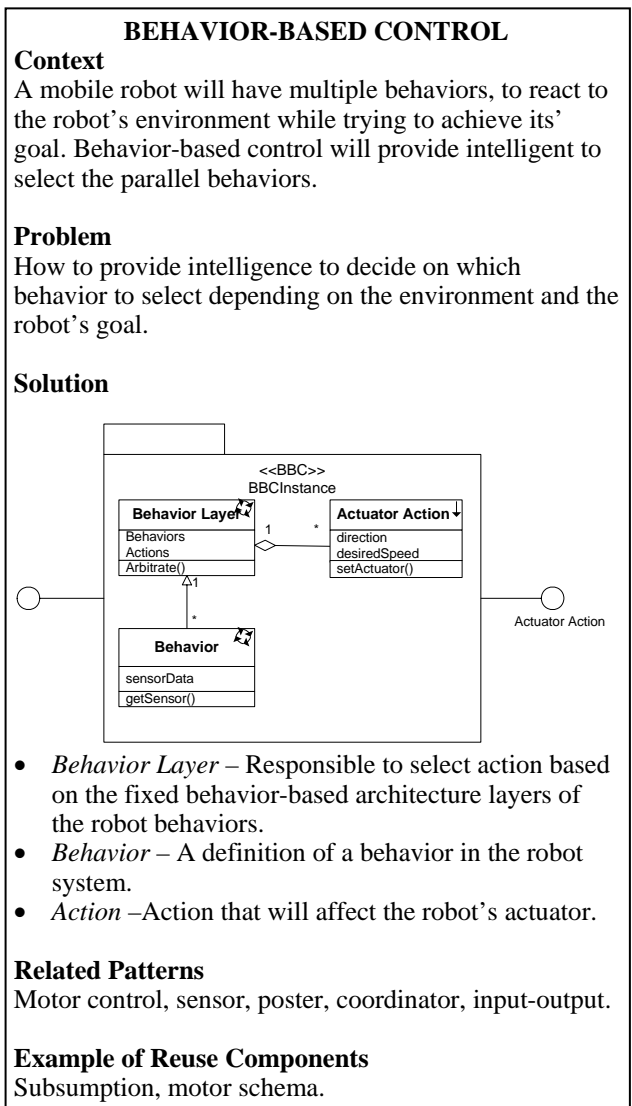 BEHAVIOR-BASED CONTROL
Context
A mobile robot will have multiple behaviors, to react to
the robot's environment while trying to achieve its'
goal. Behavior-based control will provide intelligent to
select the parallel behaviors.
Problem
How to provide intelligence to decide on which
behavior to select depending on the environment and the
robot's goal.
Solution
<<BBC>>
BBCInstance
Behavior Layer
Behaviors
Actions
Arbitrate()
1
*
Actuator Action
direction
desiredSpeed
setActuator()
1
*
Behavior
sensorData
getSensor()
Actuator Action
• Behavior Layer – Responsible to select action based
on the fixed behavior-based architecture layers of
the robot behaviors.
• Behavior – A definition of a behavior in the robot
system.
• Action –Action that will affect the robot's actuator.
Related Patterns
Motor control, sensor, poster, coordinator, input-output.
Example of Reuse Components
Subsumption, motor schema.